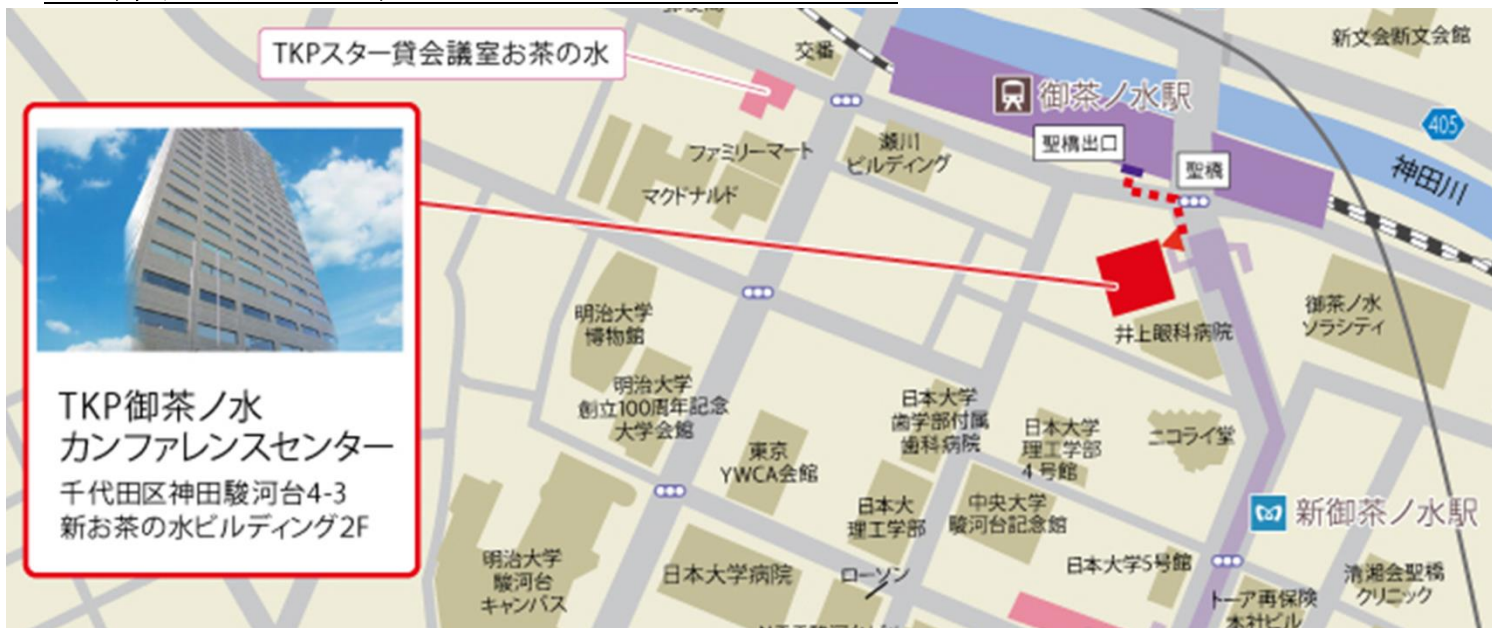 TKPスター貸会議室お茶の水
交番
新文会断文会館
御茶ノ水駅
405
聖橋出口
聖橋
神田川
ファミリーマート
瀬川
ビルディング
マクドナルド
TKP御茶ノ水
カンファレンスセンター
千代田区神田駿河台4-3
新お茶の水ビルディング2F
明治大学
博物館
井上眼科病院
御茶ノ水
ソラシティ
明治大学
創立100周年記念
大学会館
日本大学
歯学部付属
歯科病院
東京
YWCA会館
日本大学
理工学部
4号館
ニコライ堂
日本大
理工学部
中央大学
駿河台記念館
新御茶ノ水駅
明治大学
駿河台
キャンパス
日本大学病院
ローソン
日本大学5号館
トーア再保険
本社ビル
清湘会聖橋
クリニック